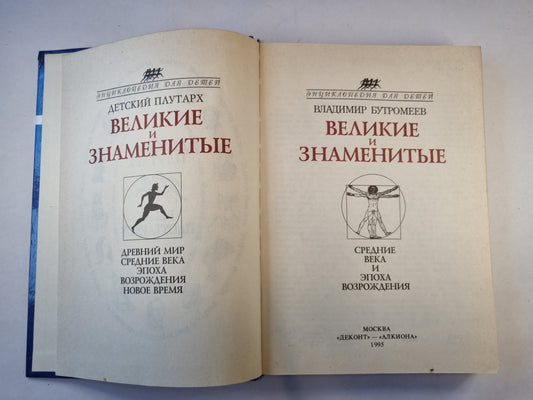 ЭНЦИКЛОПЕДИЯ ДЛЯ ДЕТЕЙ
ДЕТСКИЙ ПЛУТАРХ
ВЕЛИКИЕ
И
ЗНАМЕНИТЫЕ
ДРЕВНИЙ МИР
СРЕДНИЕ ВЕКА
ЭПОХА
ВОЗРОЖДЕНИЯ
НОВОЕ ВРЕМЯ
ЭНЦИКЛОПЕДИЯ ДЛЯ ДЕТЕЙ
ВЛАДИМИР БУТРОМЕЕВ
ВЕЛИКИЕ
И
ЗНАМЕНИТЫЕ
СРЕДНИЕ
ВЕКА
И
ЭПОХА
ВОЗРОЖДЕНИЯ
МОСКВА
«ДЕКОНТ» — «АЛКИОНА»
1995